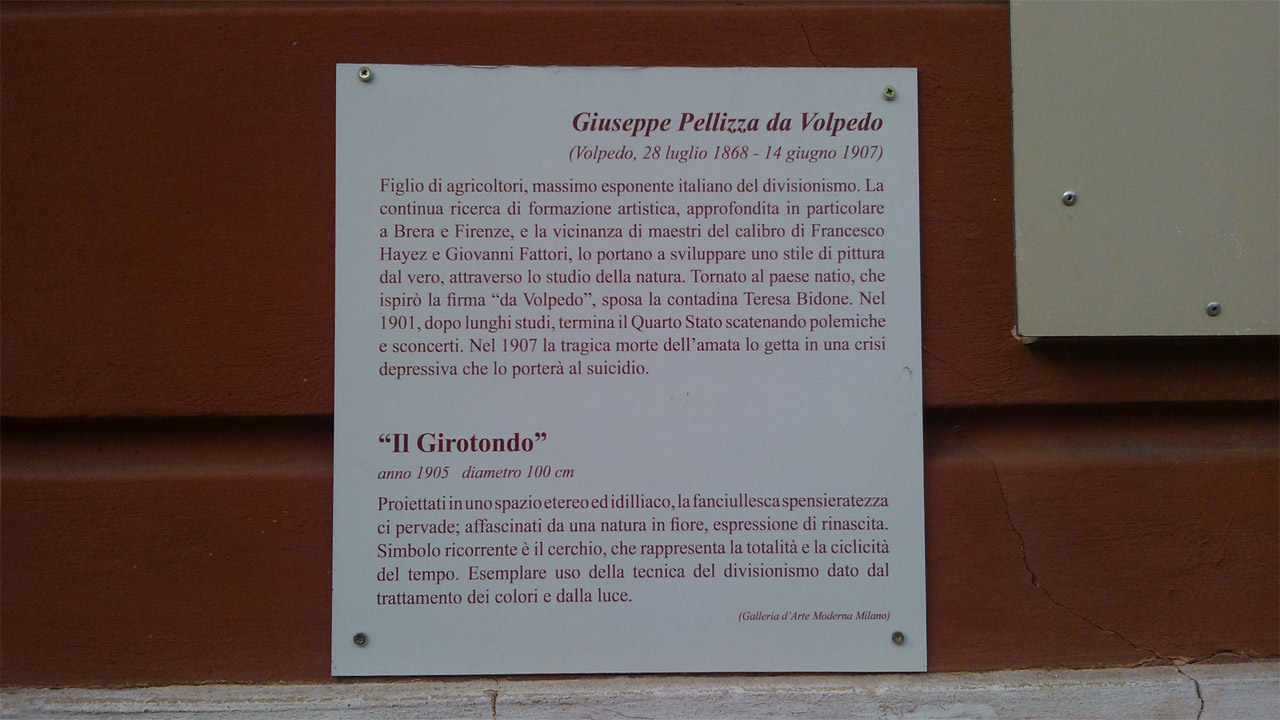 Giuseppe Pellizza da Volpedo
(Volpedo, 28 luglio 1868 - 14 giugno 1907)
Figlio di agricoltori, massimo esponente italiano del divisionismo. La
continua ricerca di formazione artistica, approfondita in particolare
a Brera e Firenze, e la vicinanza di maestri del calibro di Francesco
Hayez e Giovanni Fattori, lo portano a sviluppare uno stile di pittura
dal vero, attraverso lo studio della natura. Tornato al paese natio, che
ispirò la firma “da Volpedo”, sposa la contadina Teresa Bidone. Nel
1901, dopo lunghi studi, termina il Quarto Stato scatenando polemiche
e sconcerti. Nel 1907 la tragica morte dell’amata lo getta in una crisi
depressiva che lo porterà al suicidio.
“Il Girotondo”
anno 1905 diametro 100 cm
Proiettati in uno spazio etereo ed idilliaco, la fanciullesca spensieratezza
ci pervade; affascinati da una natura in fiore, espressione di rinascita.
Simbolo ricorrente è il cerchio, che rappresenta la totalità e la ciclicità
del tempo. Esemplare uso della tecnica del divisionismo dato dal
trattamento dei colori e dalla luce.
(Galleria d’Arte Moderna Milano)